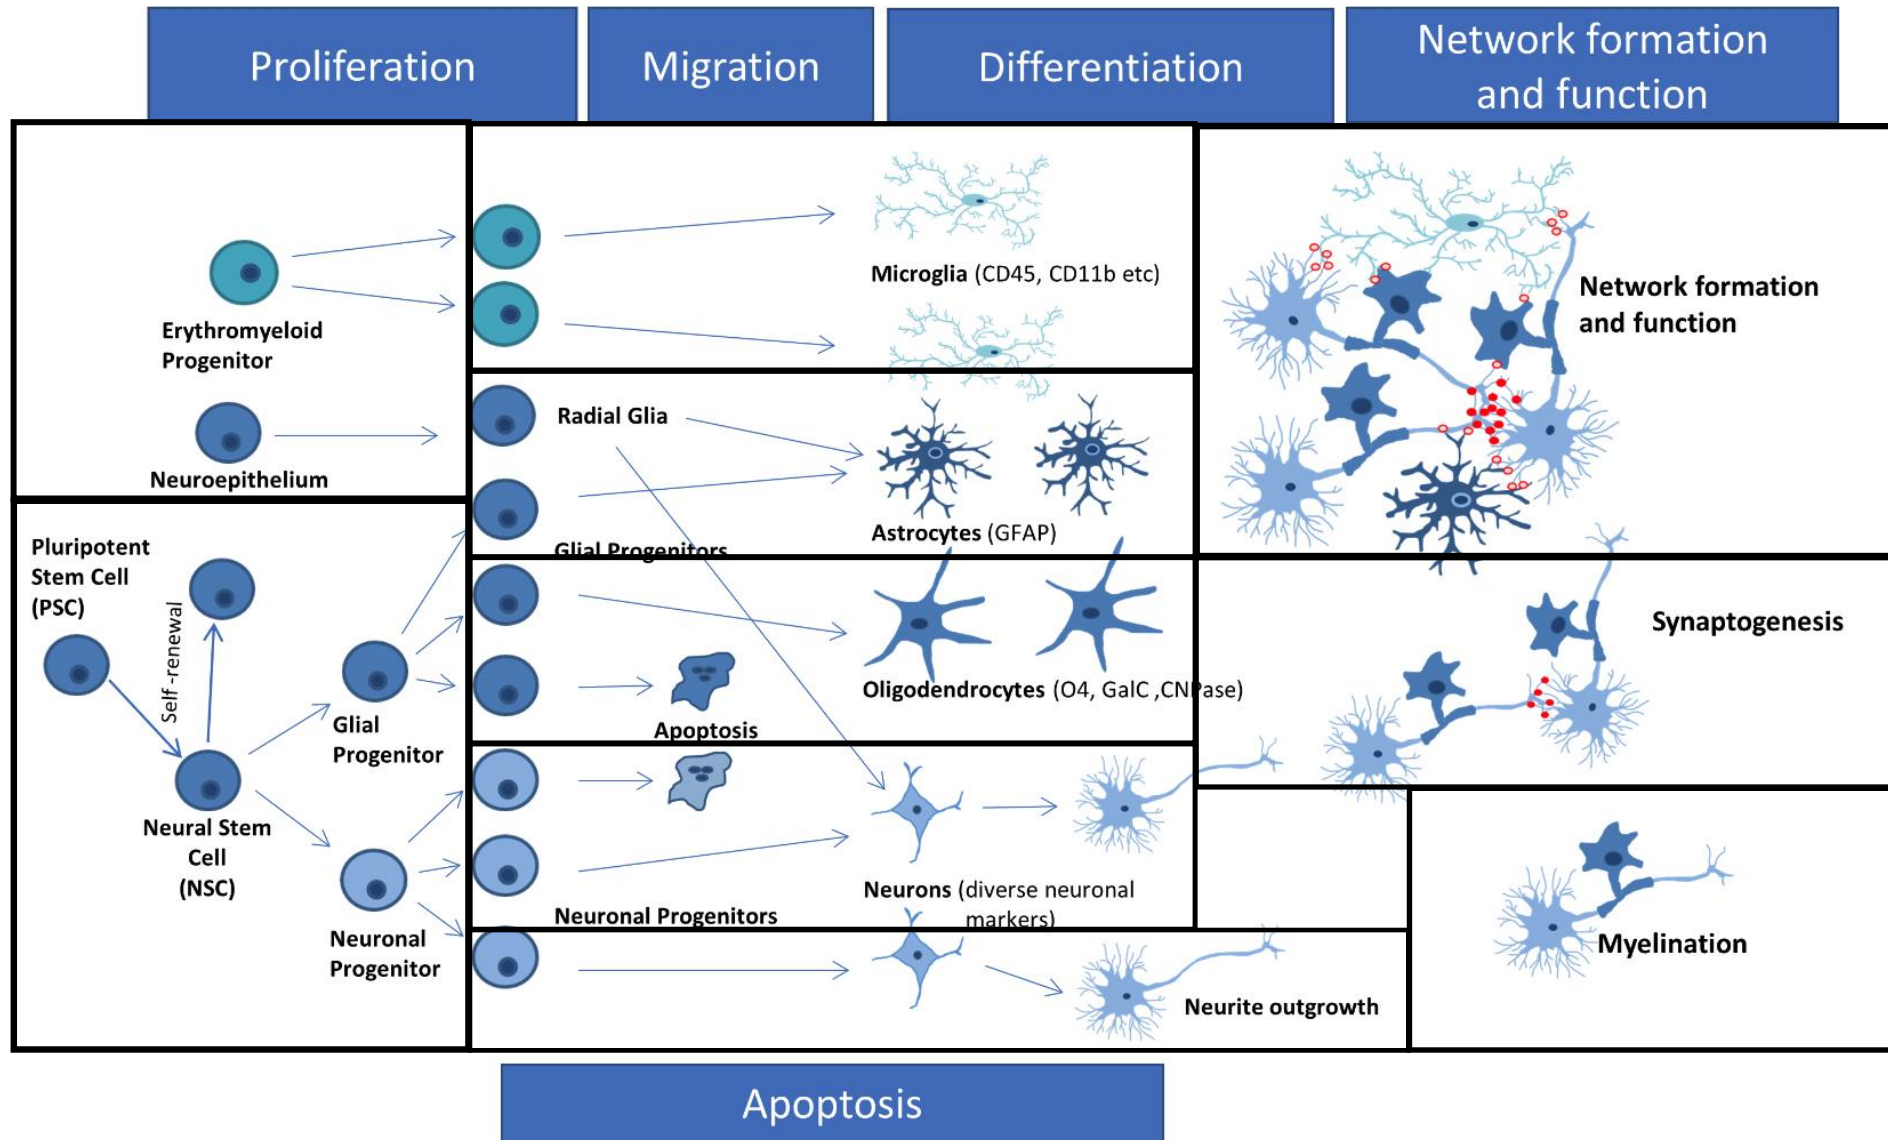 Proliferation
Migration
Differentiation
Network formation
and function
Erythromyeloid
Progenitor
Neuroepithelium
Pluripotent
Stem Cell
(PSC)
Self -renewal
Glial
Progenitor
Neural Stem
Cell
(NSC)
Neuronal
Progenitor
Microglia (CD45, CD11b etc)
Radial Glia
Astrocytes (GFAP)
Glial Progenitors
Oligodendrocytes (O4, GalC ,CNPase)
Apoptosis
Neurons (diverse neuronal
markers)
Neuronal Progenitors
Neurite outgrowth
Network formation
and function
Synaptogenesis
Myelination
Apoptosis